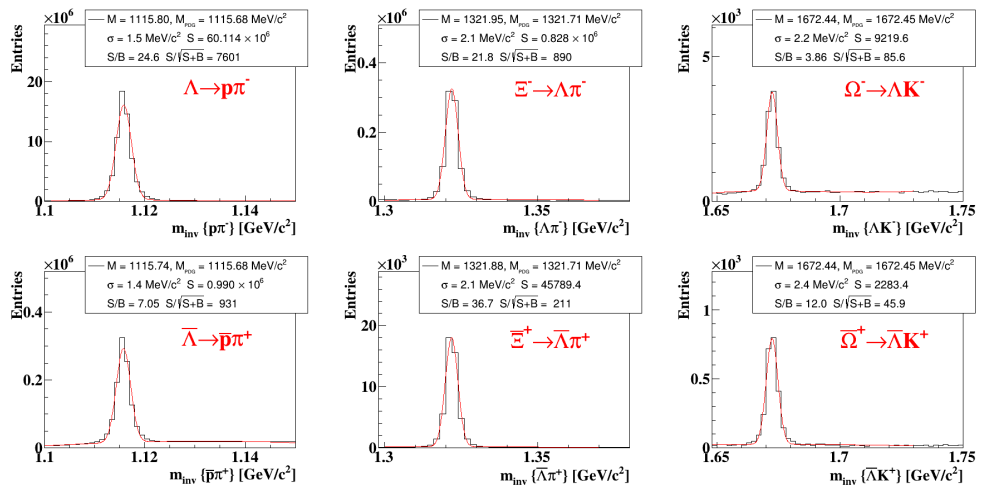 ×10⁶
Entries
M = 1115.80, M_PDG = 1115.68 MeV/c²
σ = 1.5 MeV/c² S = 60.114 × 10⁶
S/B = 24.6 S/√S+B = 7601
Λ→pπ⁻
20
10
0
1.1 1.12 1.14
m_inv {pπ⁻} [GeV/c²]
×10⁶
Entries
M = 1321.95, M_PDG = 1321.71 MeV/c²
σ = 2.1 MeV/c² S = 0.828 × 10⁶
S/B = 21.8 S/√S+B = 890
Ξ⁻→Λπ⁻
0.4
0.2
0
1.3 1.35
m_inv {Λπ⁻} [GeV/c²]
×10³
Entries
M = 1672.44, M_PDG = 1672.45 MeV/c²
σ = 2.2 MeV/c² S = 9219.6
S/B = 3.86 S/√S+B = 85.6
Ω⁻→ΛK⁻
5
0
1.65 1.7 1.75
m_inv {ΛK⁻} [GeV/c²]
×10⁶
Entries
M = 1115.74, M_PDG = 1115.68 MeV/c²
σ = 1.4 MeV/c² S = 0.990 × 10⁶
S/B = 7.05 S/√S+B = 931
Λ̅→p̅π⁺
0.4
0.2
0
1.1 1.12 1.14
m_inv {p̅π⁺} [GeV/c²]
×10³
Entries
M = 1321.88, M_PDG = 1321.71 MeV/c²
σ = 2.1 MeV/c² S = 45789.4
S/B = 36.7 S/√S+B = 211
Ξ̅⁺→Λ̅π⁺
20
10
0
1.3 1.35
m_inv {Λ̅π⁺} [GeV/c²]
×10³
Entries
M = 1672.44, M_PDG = 1672.45 MeV/c²
σ = 2.4 MeV/c² S = 2283.4
S/B = 12.0 S/√S+B = 45.9
Ω̅⁺→Λ̅K⁺
1
0.5
0
1.65 1.7 1.75
m_inv {Λ̅K⁺} [GeV/c²]